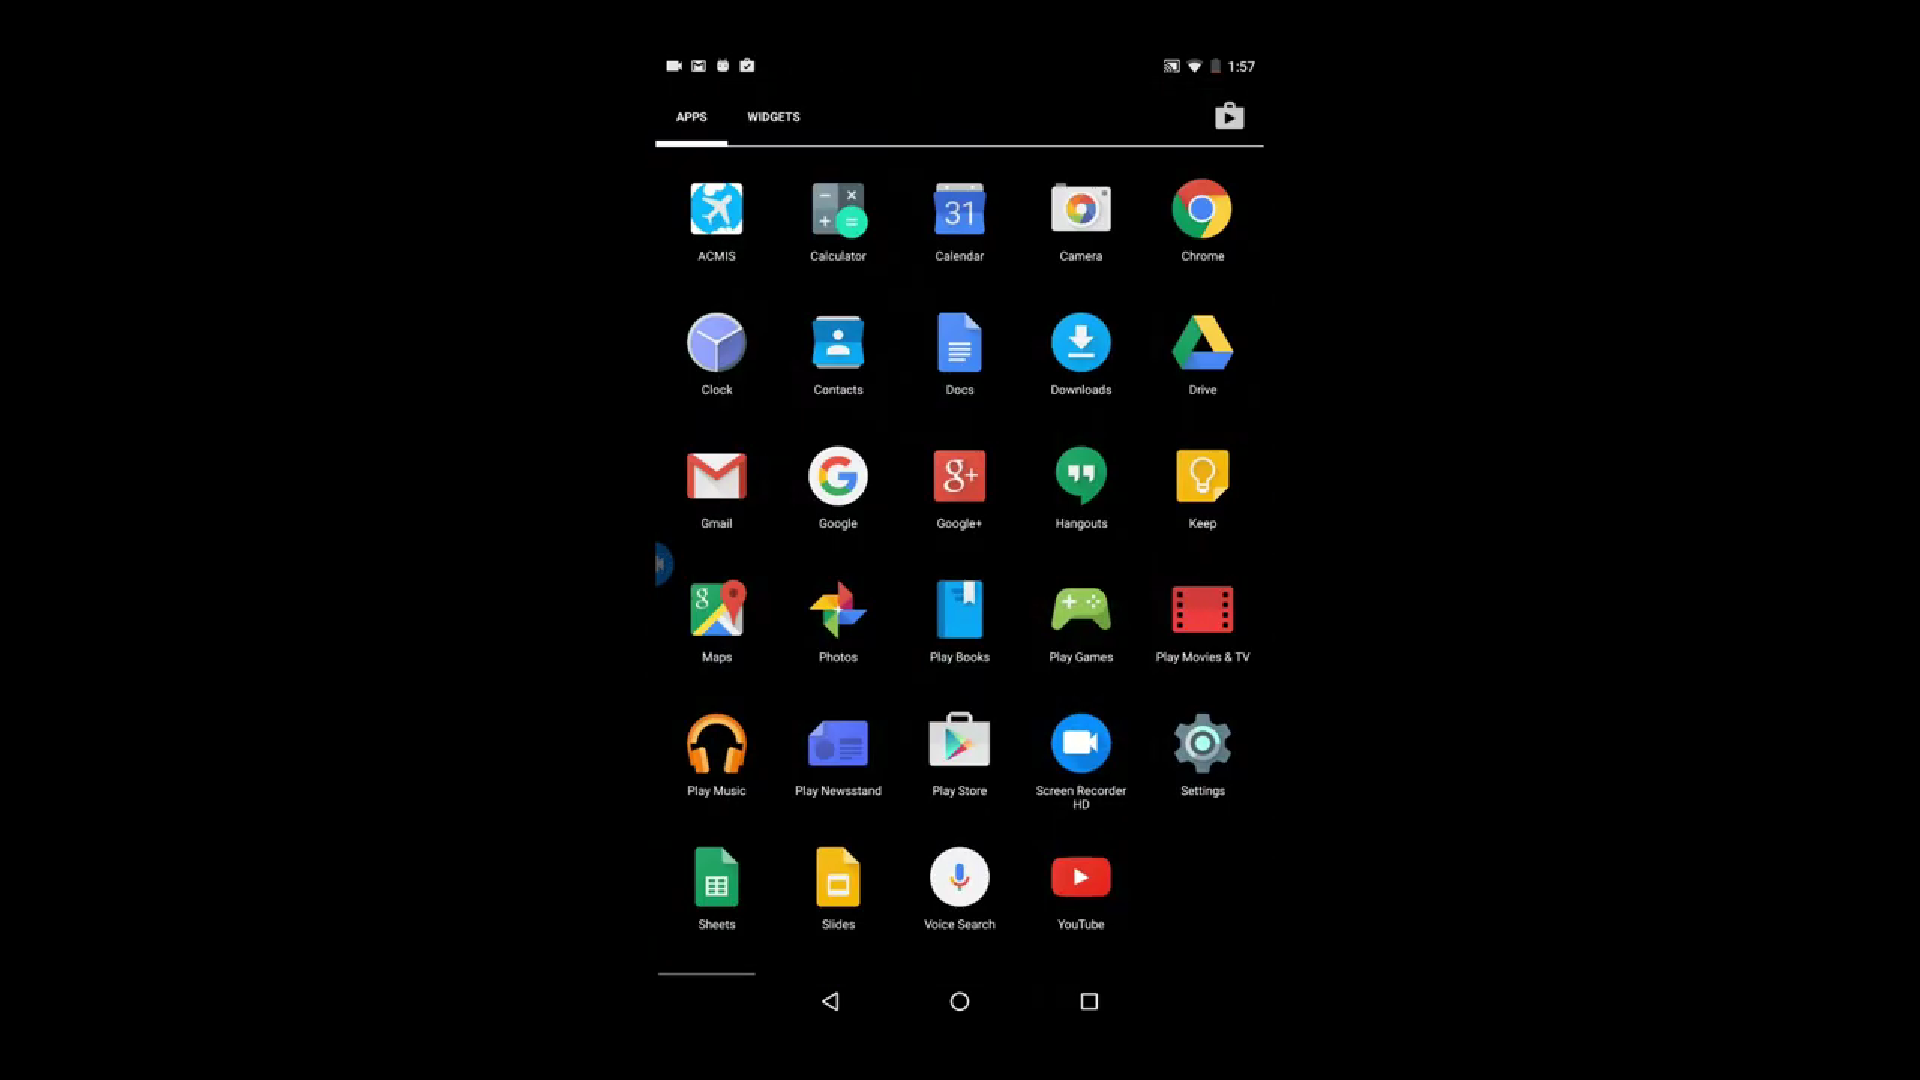 1:57
APPS WIDGETS
31
ACMIS Calculator Calendar Camera Chrome
Clock Contacts Docs Downloads Drive
g+
Gmail Google Google+ Hangouts Keep
g
Maps Photos Play Books Play Games Play Movies & TV
Play Music Play Newsstand Play Store Screen Recorder HD Settings
Sheets Slides Voice Search YouTube